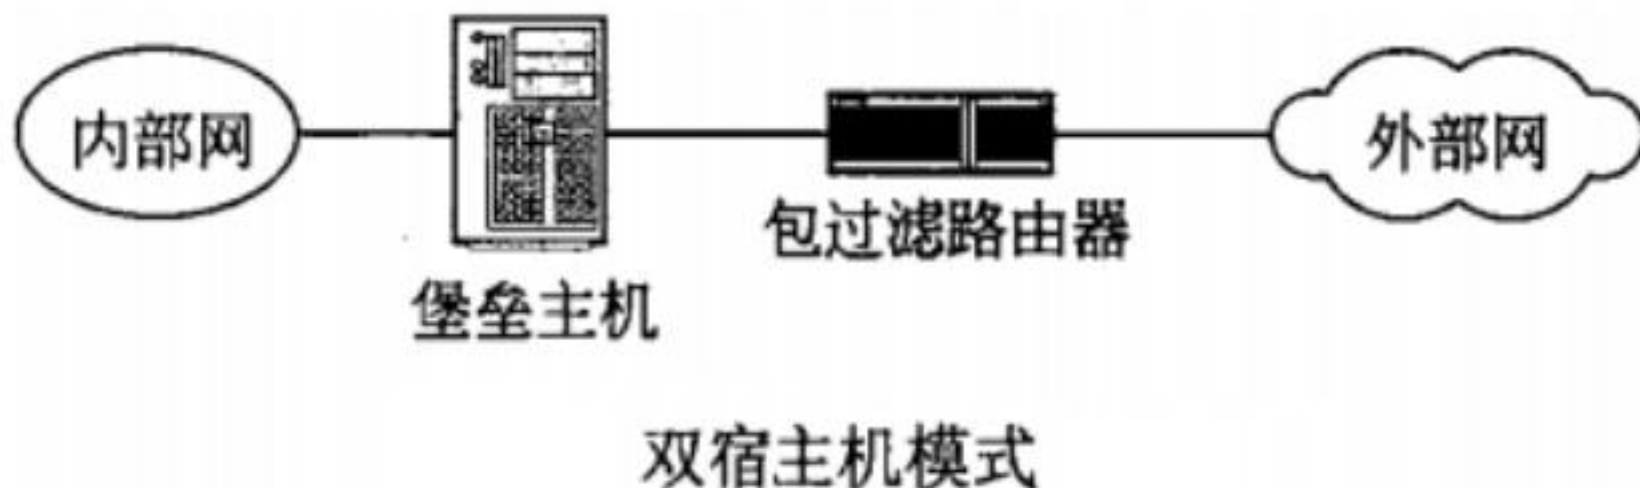 内部网
外部网
包过滤路由器
堡垒主机
双宿主机模式